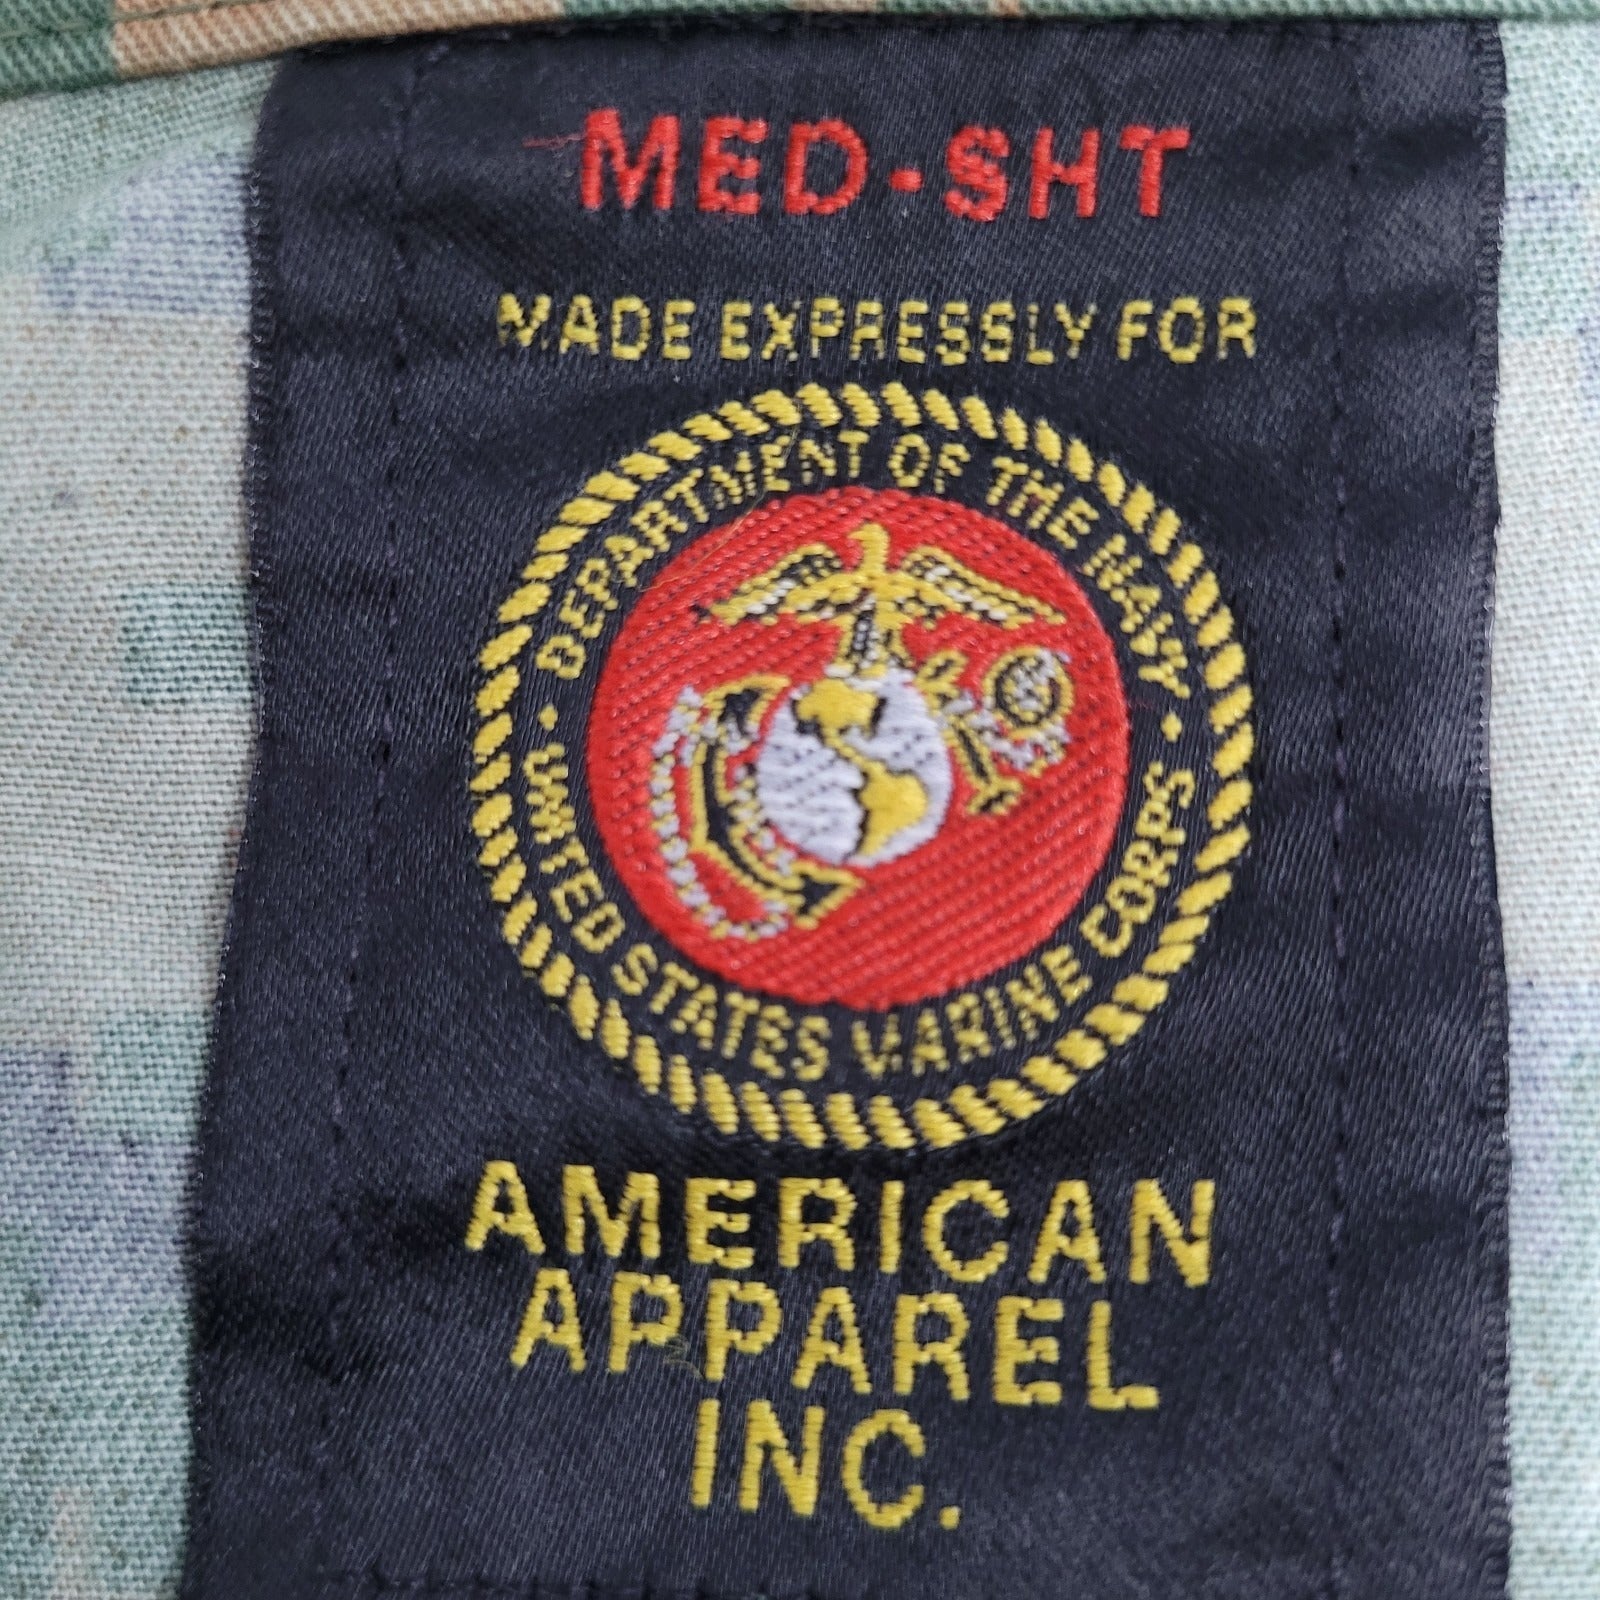 MED-SHT
MADE EXPRESSLY FOR
DEPARTMENT OF THE NAVY
UNITED STATES MARINE CORPS
AMERICAN
APPAREL
INC.